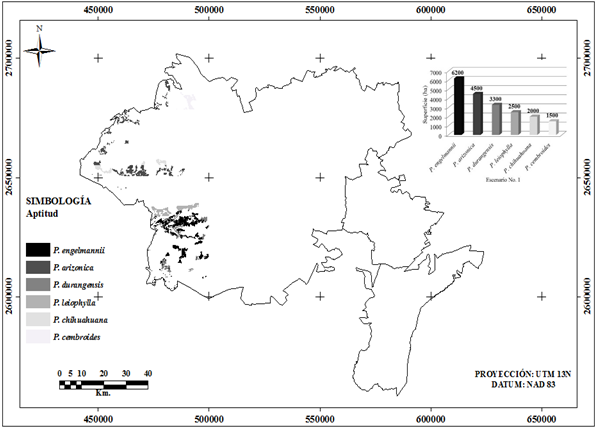 450000 500000 550000 600000 650000
N
2700000 2700000
7000
6000
5000
4000
3000
2000
1000
0
Superficie (ha)
6200
4500
3300
2500
2000
1500
P. engelmannii
P. arizonica
P. durangensis
P. leiophylla
P. chihuahuana
P. cembroides
Escenario No. 1
2650000 2650000
SIMBOLOGÍA
Aptitud
P. engelmannii
P. arizonica
P. durangensis
P. leiophylla
P. chihuahuana
P. cembroides
2600000 2600000
0 5 10 20 30 40
Km.
PROYECCIÓN: UTM 13N
DATUM: NAD 83
450000 500000 550000 600000 650000